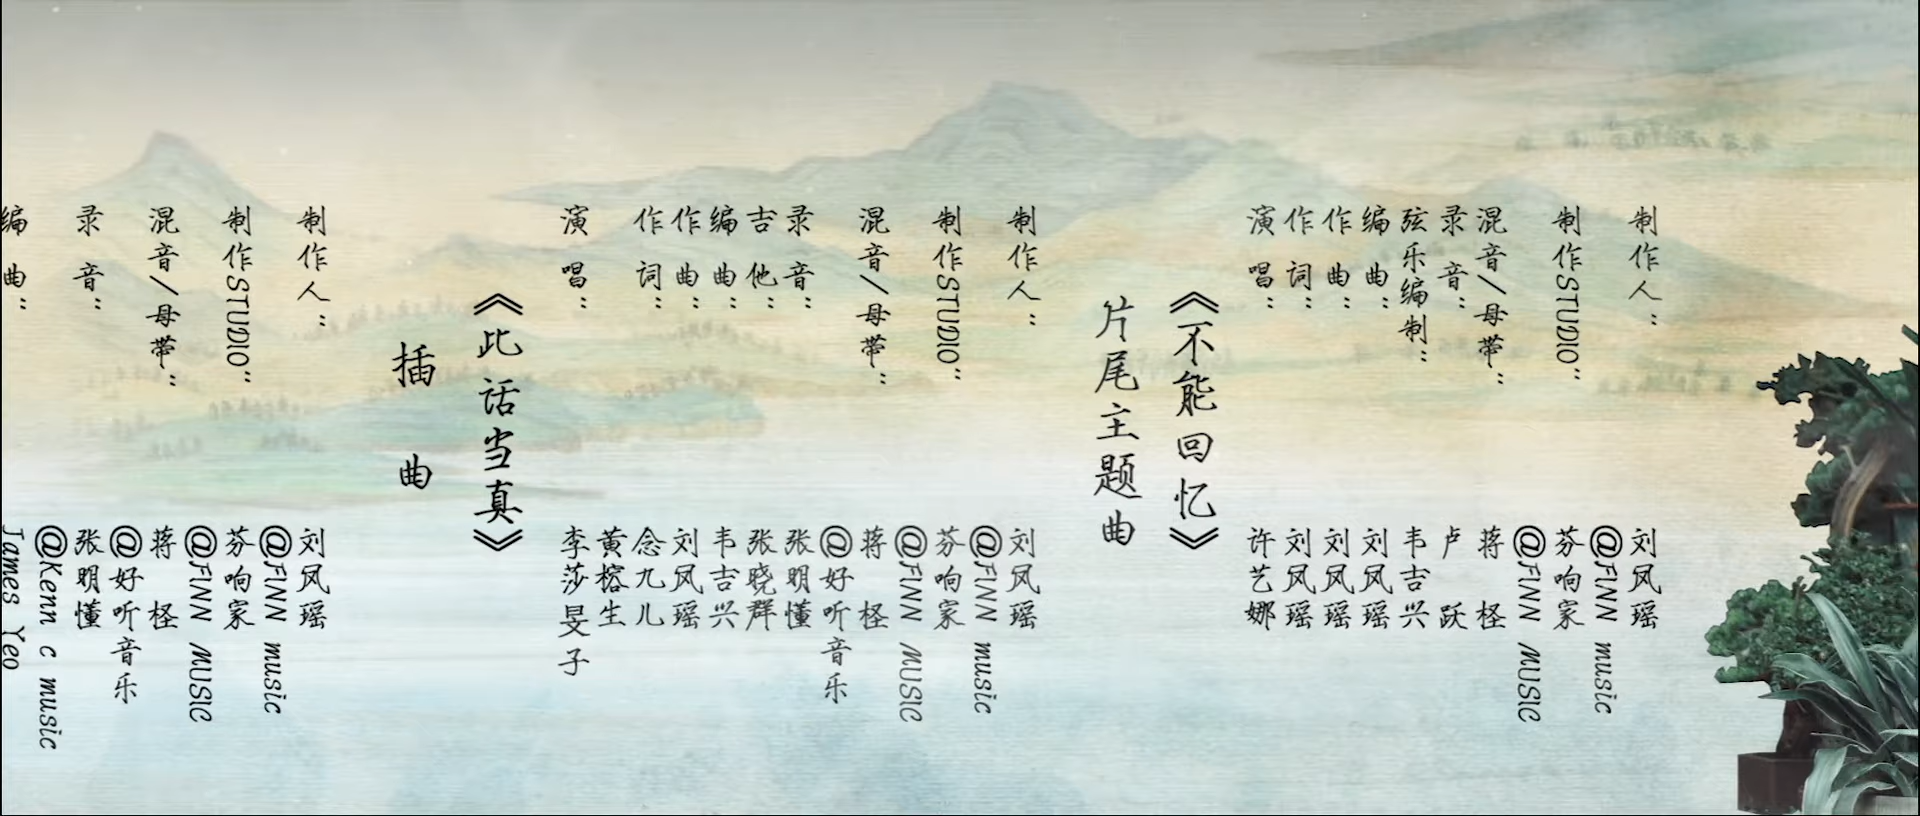 编曲： James Yeo
@Kenn c music
录音： 张明懂
@好听音乐
混音/母带： 蒋柽
@FINN MUSIC
制作STUDIO： 芬响家
@FINN music
制作人： 刘风瑶
插曲
《此话当真》
演唱： 李莎旻子
黄榕生
作词： 念九儿
作曲： 刘风瑶
编曲： 韦吉兴
吉他： 张晓群
录音： 张明懂
@好听音乐
混音/母带： 蒋柽
@FINN MUSIC
制作STUDIO： 芬响家
@FINN music
制作人： 刘风瑶
片尾主题曲
《不能回忆》
演唱： 许艺娜
作词： 刘风瑶
作曲： 刘风瑶
编曲： 刘风瑶
弦乐编制： 韦吉兴
录音： 卢跃
混音/母带： 蒋柽
@FINN MUSIC
制作STUDIO： 芬响家
@FINN music
制作人： 刘风瑶